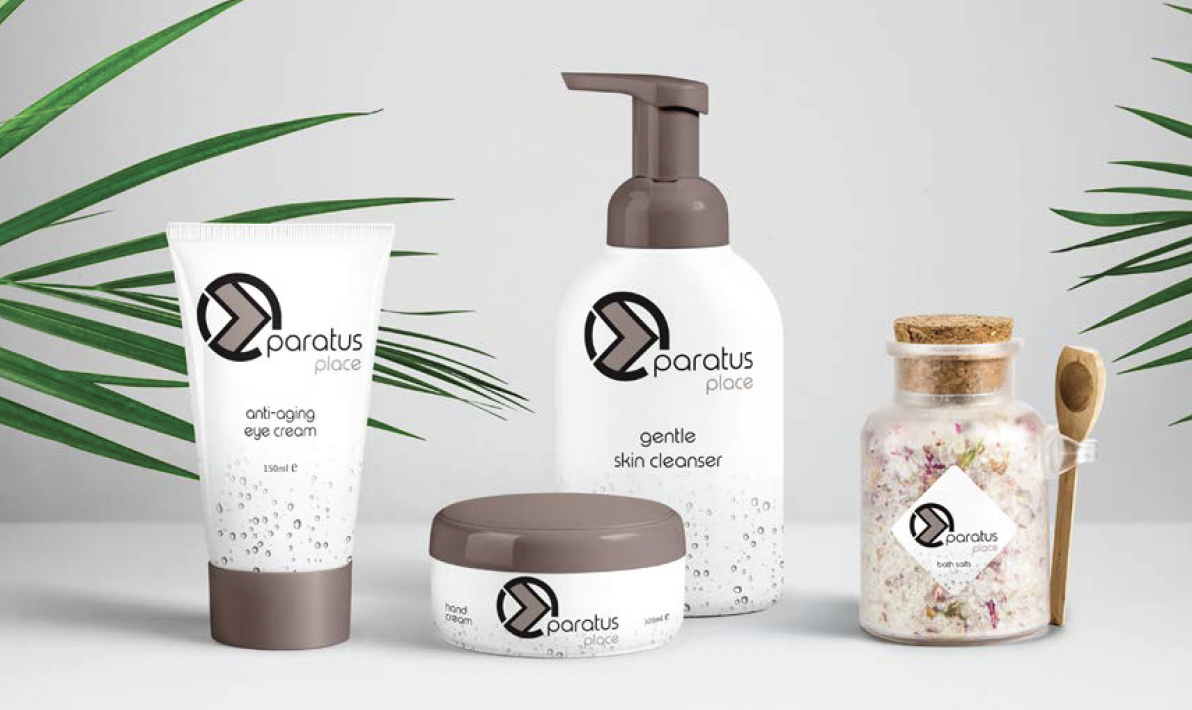 paratus
place
anti-aging
eye cream
150ml e
paratus
place
gentle
skin cleanser
hand
cream
paratus
place
paratus
place
bath salts